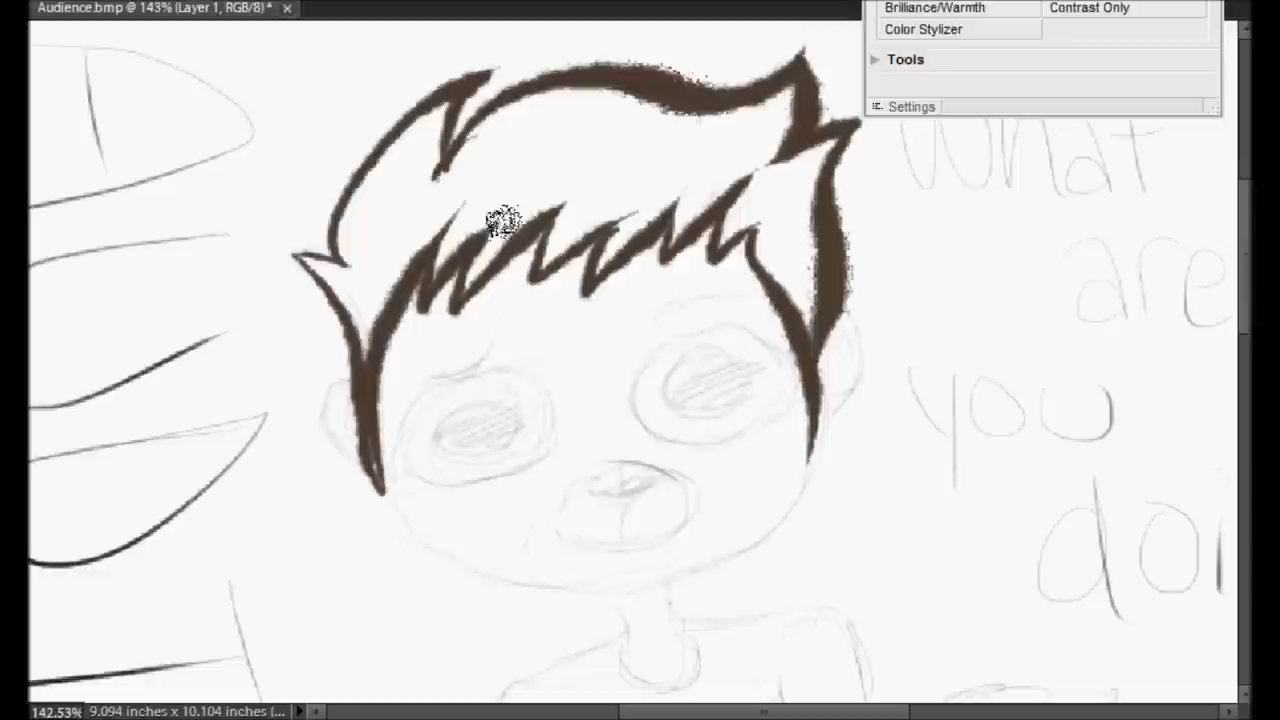 Audience.bmp @ 143% (Layer 1, RGB/8) * ×
Brilliance/Warmth
Contrast Only
Color Stylizer
Tools
Settings
What
are
you
doi
142.53%
9.094 inches x 10.104 inches (...